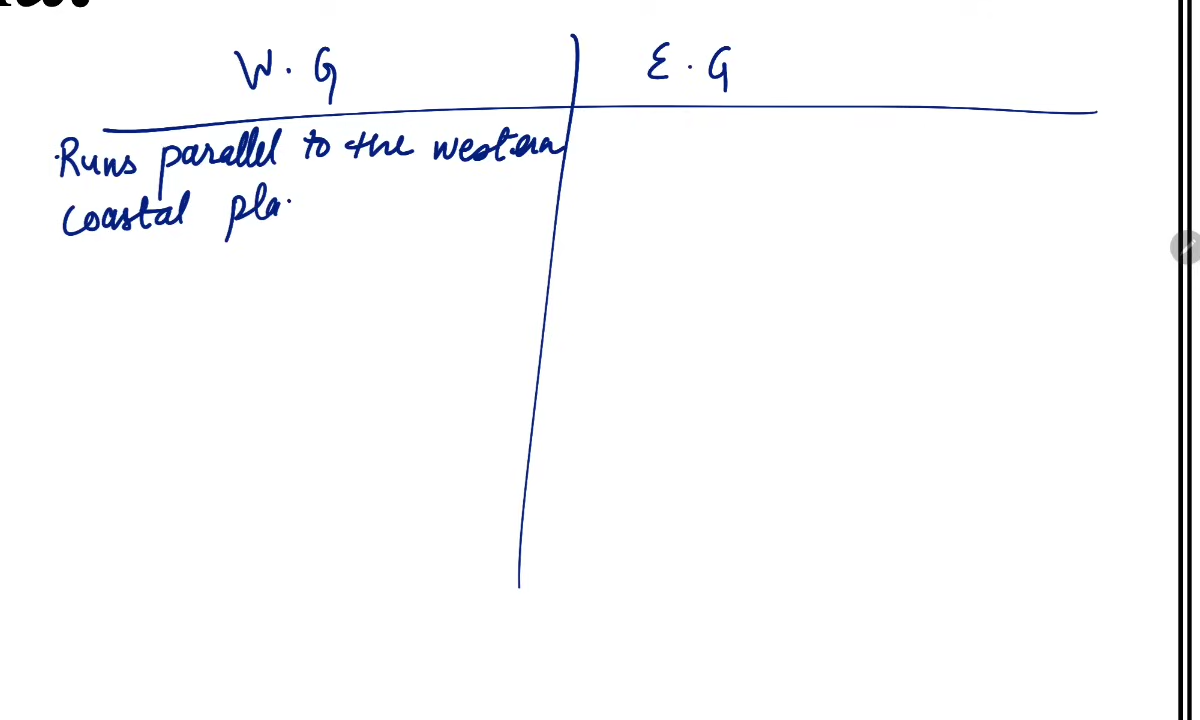 W. G
E. G
Runs parallel to the western
coastal pla.